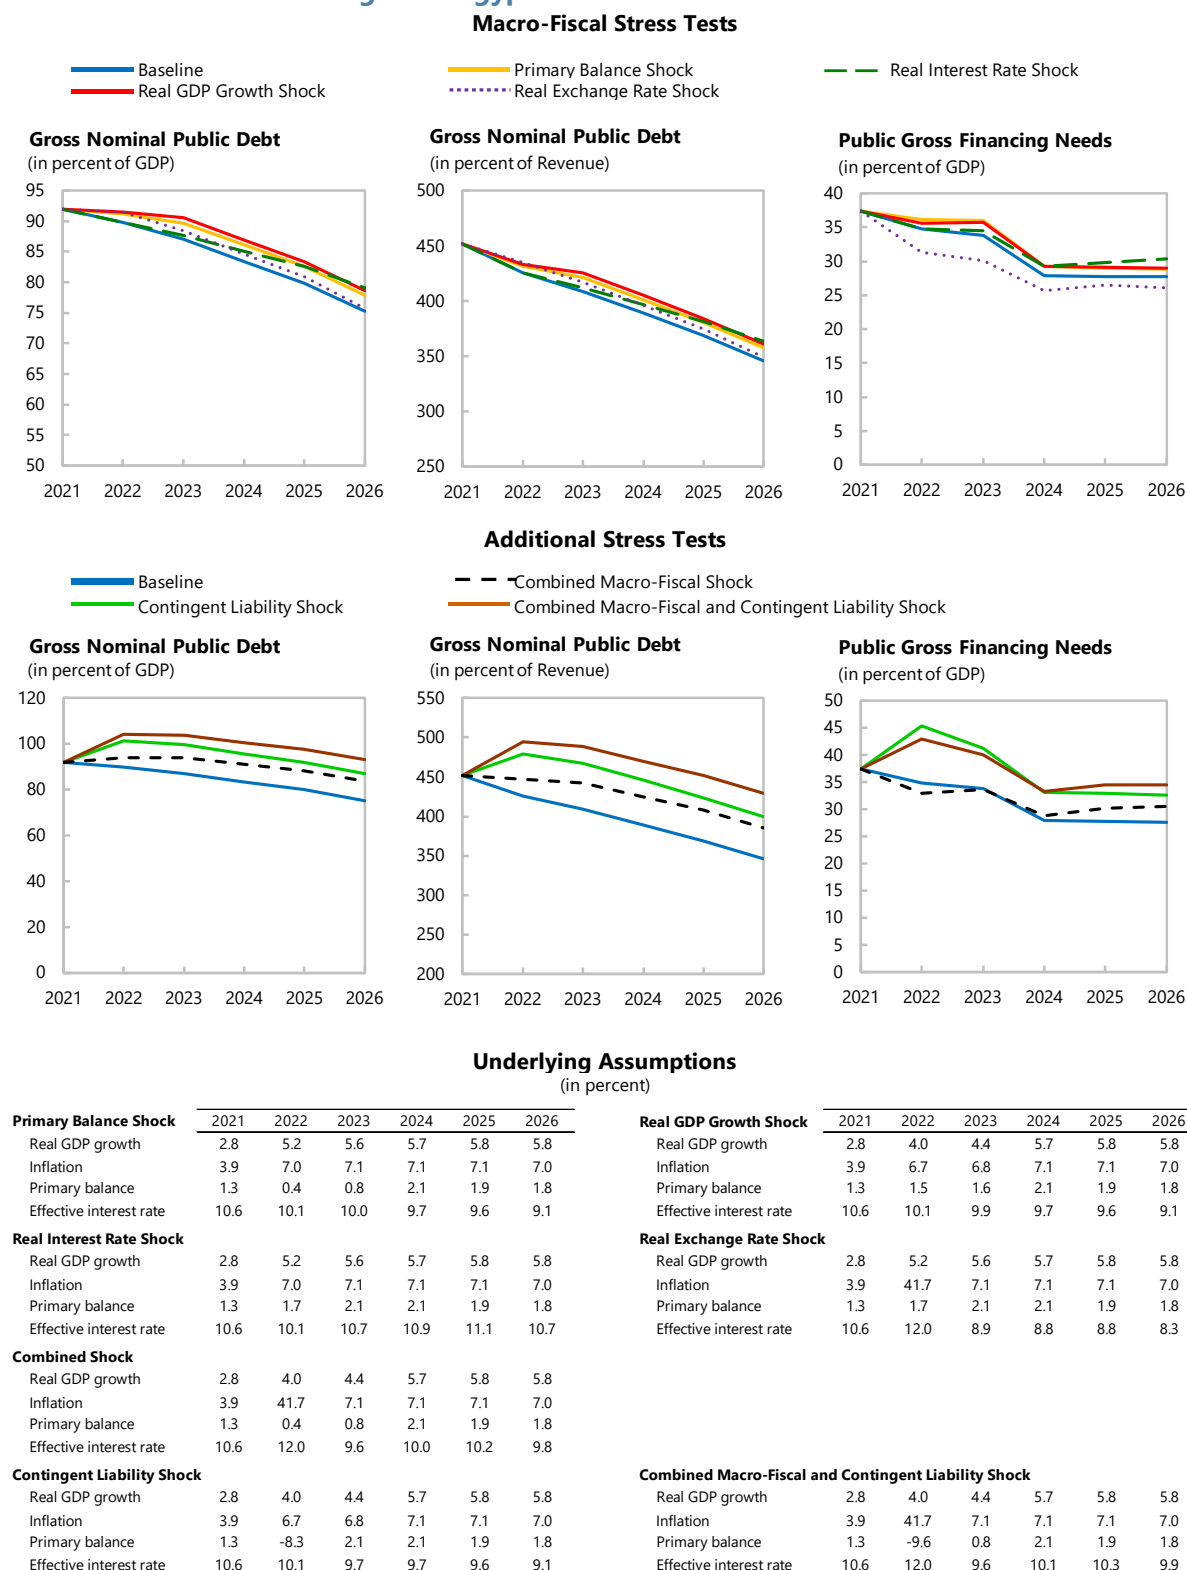 Macro-Fiscal Stress Tests
Baseline
Primary Balance Shock
Real Interest Rate Shock
Real GDP Growth Shock
Real Exchange Rate Shock
Gross Nominal Public Debt
(in percent of GDP)
95
90
85
80
75
70
65
60
55
50
2021 2022 2023 2024 2025 2026
Gross Nominal Public Debt
(in percent of Revenue)
500
450
400
350
300
250
2021 2022 2023 2024 2025 2026
Public Gross Financing Needs
(in percent of GDP)
40
35
30
25
20
15
10
5
0
2021 2022 2023 2024 2025 2026
Additional Stress Tests
Baseline
Combined Macro-Fiscal Shock
Contingent Liability Shock
Combined Macro-Fiscal and Contingent Liability Shock
Gross Nominal Public Debt
(in percent of GDP)
120
100
80
60
40
20
0
2021 2022 2023 2024 2025 2026
Gross Nominal Public Debt
(in percent of Revenue)
550
500
450
400
350
300
250
200
2021 2022 2023 2024 2025 2026
Public Gross Financing Needs
(in percent of GDP)
50
45
40
35
30
25
20
15
10
5
0
2021 2022 2023 2024 2025 2026
Underlying Assumptions
(in percent)
Primary Balance Shock 2021 2022 2023 2024 2025 2026
Real GDP growth 2.8 5.2 5.6 5.7 5.8 5.8
Inflation 3.9 7.0 7.1 7.1 7.1 7.0
Primary balance 1.3 0.4 0.8 2.1 1.9 1.8
Effective interest rate 10.6 10.1 10.0 9.7 9.6 9.1
Real GDP Growth Shock 2021 2022 2023 2024 2025 2026
Real GDP growth 2.8 4.0 4.4 5.7 5.8 5.8
Inflation 3.9 6.7 6.8 7.1 7.1 7.0
Primary balance 1.3 1.5 1.6 2.1 1.9 1.8
Effective interest rate 10.6 10.1 9.9 9.7 9.6 9.1
Real Interest Rate Shock
Real GDP growth 2.8 5.2 5.6 5.7 5.8 5.8
Inflation 3.9 7.0 7.1 7.1 7.1 7.0
Primary balance 1.3 1.7 2.1 2.1 1.9 1.8
Effective interest rate 10.6 10.1 10.7 10.9 11.1 10.7
Real Exchange Rate Shock
Real GDP growth 2.8 5.2 5.6 5.7 5.8 5.8
Inflation 3.9 41.7 7.1 7.1 7.1 7.0
Primary balance 1.3 1.7 2.1 2.1 1.9 1.8
Effective interest rate 10.6 12.0 8.9 8.8 8.8 8.3
Combined Shock
Real GDP growth 2.8 4.0 4.4 5.7 5.8 5.8
Inflation 3.9 41.7 7.1 7.1 7.1 7.0
Primary balance 1.3 0.4 0.8 2.1 1.9 1.8
Effective interest rate 10.6 12.0 9.6 10.0 10.2 9.8
Contingent Liability Shock
Real GDP growth 2.8 4.0 4.4 5.7 5.8 5.8
Inflation 3.9 6.7 6.8 7.1 7.1 7.0
Primary balance 1.3 -8.3 2.1 2.1 1.9 1.8
Effective interest rate 10.6 10.1 9.7 9.7 9.6 9.1
Combined Macro-Fiscal and Contingent Liability Shock
Real GDP growth 2.8 4.0 4.4 5.7 5.8 5.8
Inflation 3.9 41.7 7.1 7.1 7.1 7.0
Primary balance 1.3 -9.6 0.8 2.1 1.9 1.8
Effective interest rate 10.6 12.0 9.6 10.1 10.3 9.9